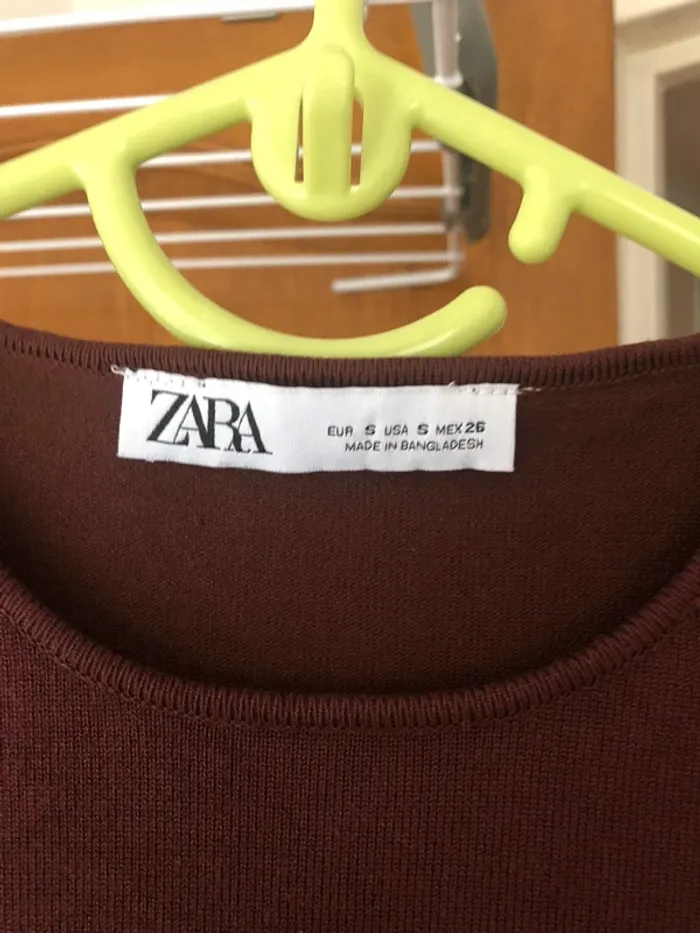 ZARA
EUR S USA S MEX 26
MADE IN BANGLADESH